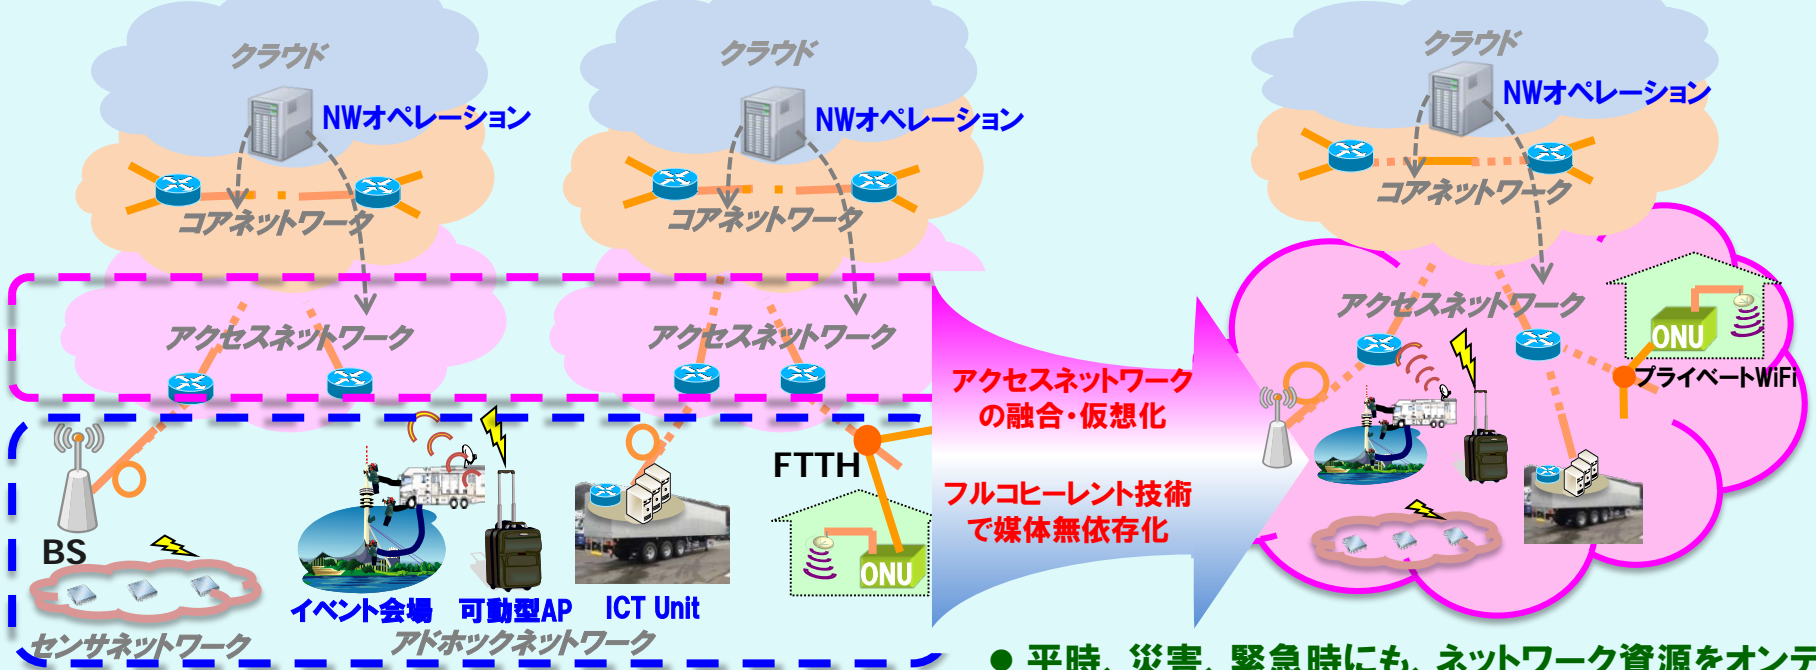 クラウド
NWオペレーション
コアネットワーク
アクセスネットワーク
クラウド
NWオペレーション
コアネットワーク
アクセスネットワーク
BS
センサネットワーク
イベント会場
可動型AP
ICT Unit
アドホックネットワーク
FTTH
ONU
アクセスネットワーク
の融合・仮想化
フルコヒーレント技術
で媒体無依存化
クラウド
NWオペレーション
コアネットワーク
アクセスネットワーク
ONU
プライベートWiFi
● 平時、災害、緊急時にも、ネットワーク資源をオンデ